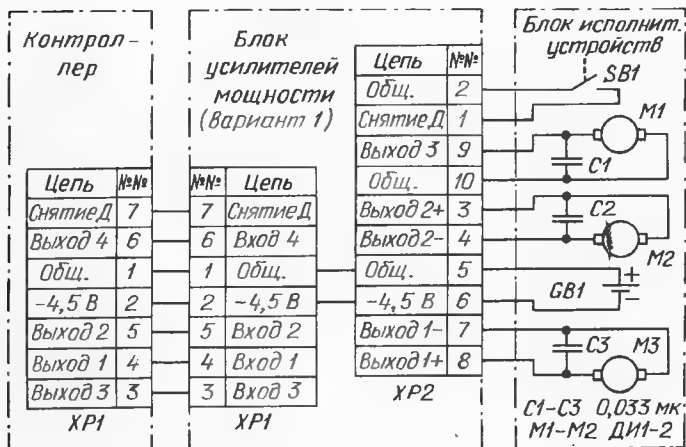 Контрол-
лер
Цепь №№
Снятие Д 7
Выход 4 6
Общ. 1
-4,5 В 2
Выход 2 5
Выход 1 4
Выход 3 3
XP1
Блок
усилителей
мощности
(Вариант 1)
№№ Цепь
7 Снятие Д
6 Вход 4
1 Общ.
2 -4,5 В
5 Вход 2
4 Вход 1
3 Вход 3
XP1
Цепь №№
Общ. 2
Снятие Д 1
Выход 3 9
Общ. 10
Выход 2+ 3
Выход 2- 4
Общ. 5
-4,5 В 6
Выход 1- 7
Выход 1+ 8
XP2
Блок исполнит.
устройств
SB1
M1
C1
C2
M2
GB1
+
-
C3
M3
C1-C3 0,033 мк
M1-M2 ДИ1-2